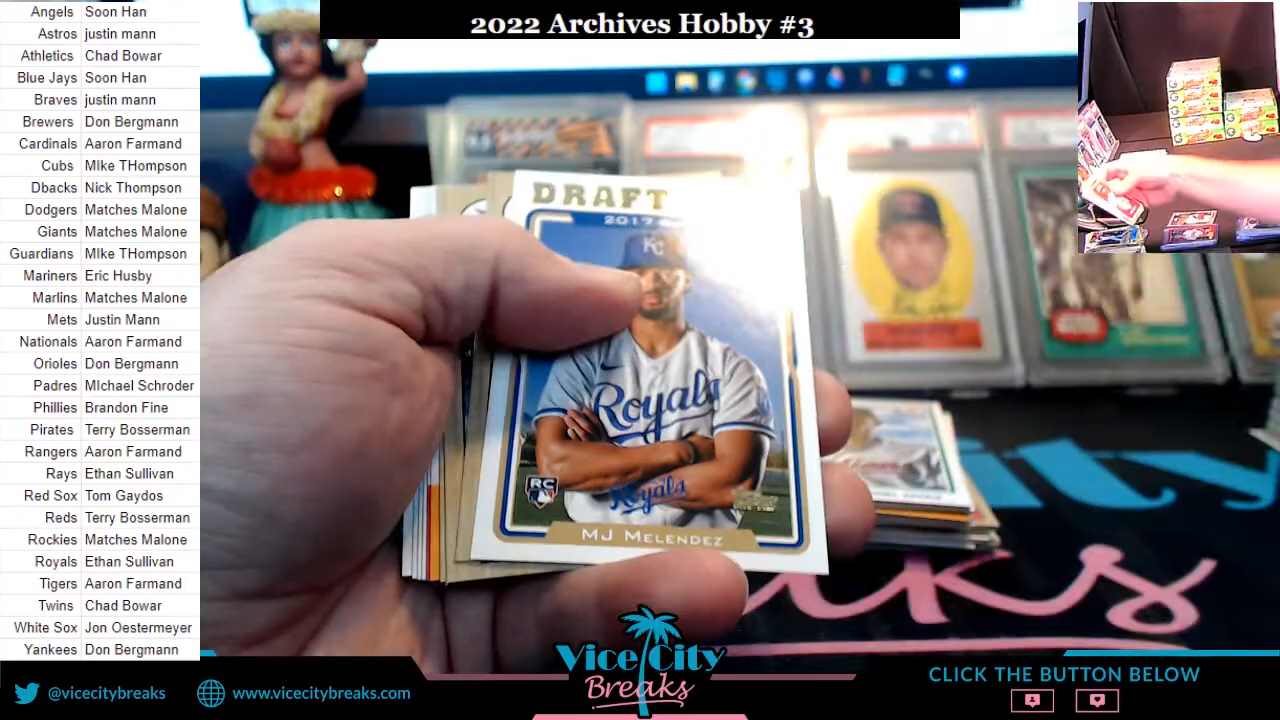 2022 Archives Hobby #3
Angels Soon Han
Astros justin mann
Athletics Chad Bowar
Blue Jays Soon Han
Braves justin mann
Brewers Don Bergmann
Cardinals Aaron Farmand
Cubs MIke THompson
Dbacks Nick Thompson
Dodgers Matches Malone
Giants Matches Malone
Guardians MIke THompson
Mariners Eric Husby
Marlins Matches Malone
Mets Justin Mann
Nationals Aaron Farmand
Orioles Don Bergmann
Padres MIchael Schroder
Phillies Brandon Fine
Pirates Terry Bosserman
Rangers Aaron Farmand
Rays Ethan Sullivan
Red Sox Tom Gaydos
Reds Terry Bosserman
Rockies Matches Malone
Royals Ethan Sullivan
Tigers Aaron Farmand
Twins Chad Bowar
White Sox Jon Oestermeyer
Yankees Don Bergmann
DRAFT
2017
KC
Royals
RC
Royals
MJ MELENDEZ
Vice City
Breaks
@vicecitybreaks
www.vicecitybreaks.com
CLICK THE BUTTON BELOW